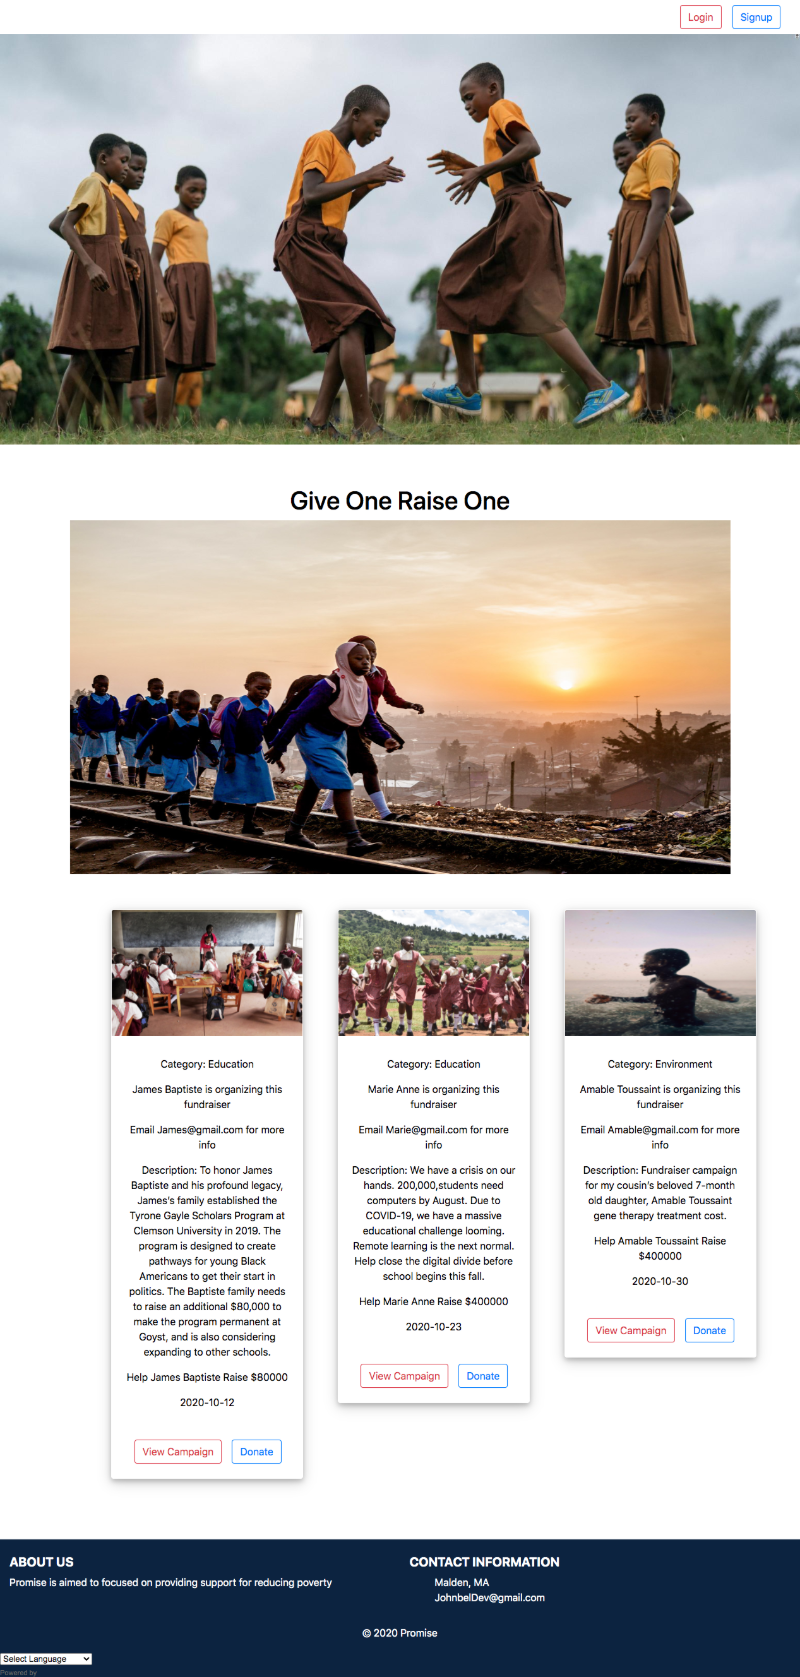 Login Signup
Give One Raise One
Category: Education
James Baptiste is organizing this
fundraiser
Email James@gmail.com for more
info
Description: To honor James
Baptiste and his profound legacy,
James's family established the
Tyrone Gayle Scholars Program at
Clemson University in 2019. The
program is designed to create
pathways for young Black
Americans to get their start in
politics. The Baptiste family needs
to raise an additional $80,000 to
make the program permanent at
Goyst, and is also considering
expanding to other schools.
Help James Baptiste Raise $80000
2020-10-12
View Campaign Donate
Category: Education
Marie Anne is organizing this
fundraiser
Email Marie@gmail.com for more
info
Description: We have a crisis on our
hands. 200,000,students need
computers by August. Due to
COVID-19, we have a massive
educational challenge looming.
Remote learning is the next normal.
Help close the digital divide before
school begins this fall.
Help Marie Anne Raise $400000
2020-10-23
View Campaign Donate
Category: Environment
Amable Toussaint is organizing this
fundraiser
Email Amable@gmail.com for more
info
Description: Fundraiser campaign
for my cousin's beloved 7-month
old daughter, Amable Toussaint
gene therapy treatment cost.
Help Amable Toussaint Raise
$400000
2020-10-30
View Campaign Donate
ABOUT US
Promise is aimed to focused on providing support for reducing poverty
CONTACT INFORMATION
Malden, MA
JohnbelDev@gmail.com
© 2020 Promise
Select Language
Powered by